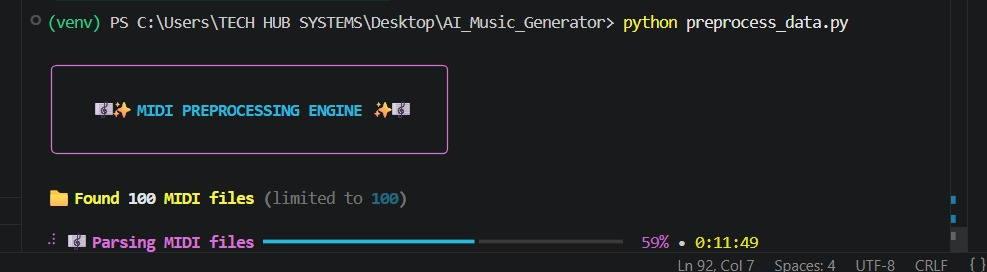 (venv) PS C:\Users\TECH HUB SYSTEMS\Desktop\AI_Music_Generator> python preprocess_data.py
🎼✨ MIDI PREPROCESSING ENGINE ✨🎼
📁 Found 100 MIDI files (limited to 100)
⠼ 🎼 Parsing MIDI files 59% • 0:11:49
Ln 92, Col 7 Spaces: 4 UTF-8 CRLF { }